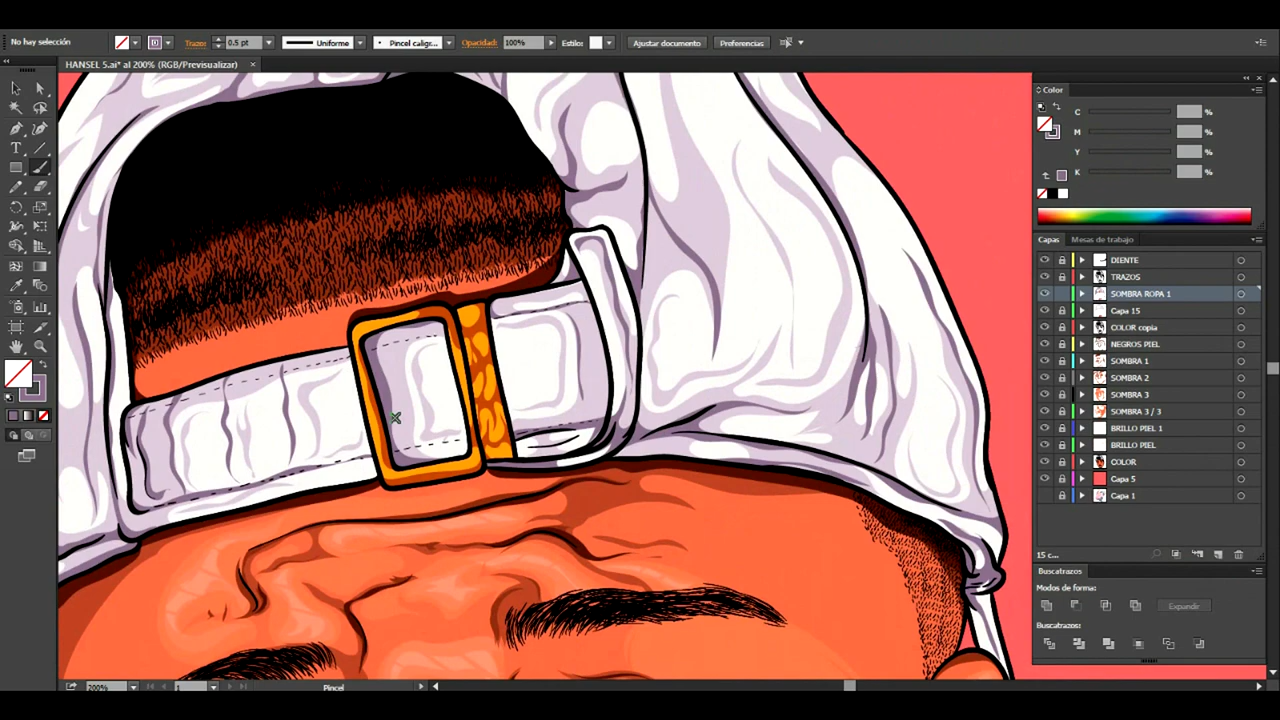 No hay selección
Trazo: 0.5 pt Uniforme Pincel caligr... Opacidad: 100% Estilo: Ajustar documento Preferencias
HANSEL 5.ai* al 200% (RGB/Previsualizar) ×
Color
C %
M %
Y %
K %
Capas Mesas de trabajo
DIENTE
TRAZOS
SOMBRA ROPA 1
Capa 15
COLOR copia
NEGROS PIEL
SOMBRA 1
SOMBRA 2
SOMBRA 3
SOMBRA 3 / 3
BRILLO PIEL 1
BRILLO PIEL
COLOR
Capa 5
Capa 1
15 c...
Buscatrazos
Modos de forma:
Expandir
Buscatrazos:
200% 1 Pincel